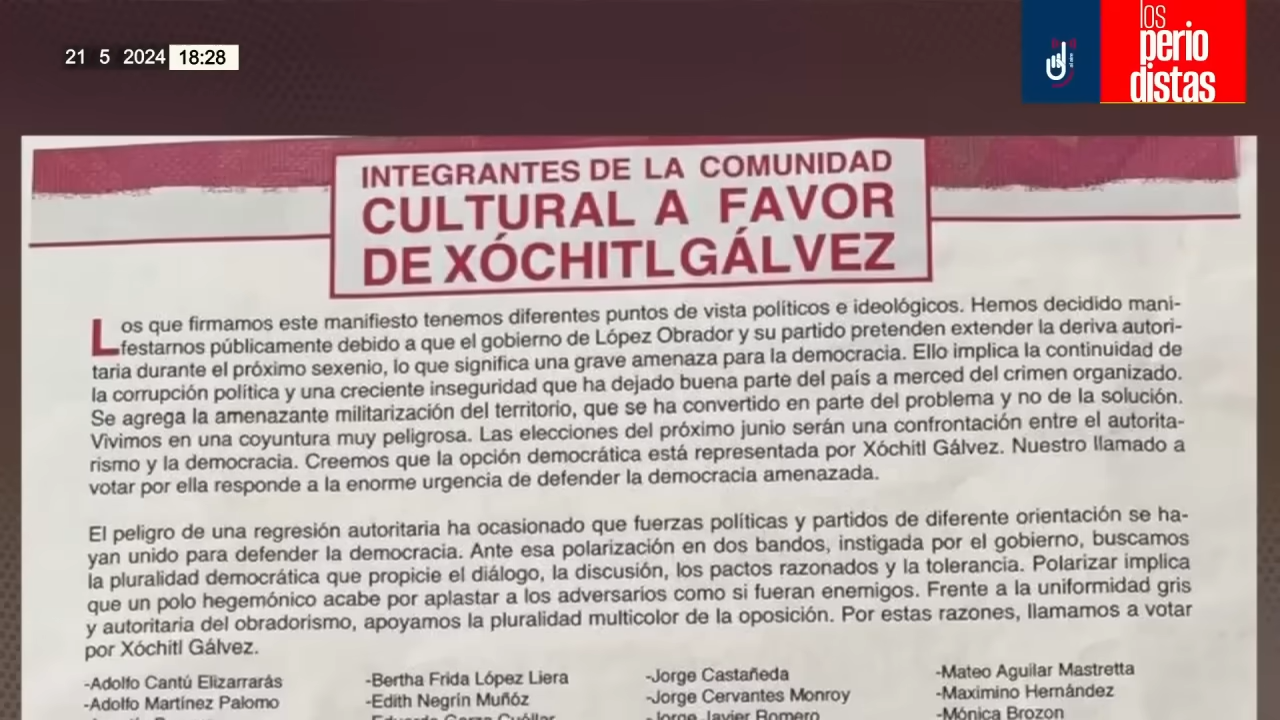 21 5 2024 18:28
los
perio
distas
INTEGRANTES DE LA COMUNIDAD
CULTURAL A FAVOR
DE XÓCHITL GÁLVEZ
Los que firmamos este manifiesto tenemos diferentes puntos de vista políticos e ideológicos. Hemos decidido mani-
festarnos públicamente debido a que el gobierno de López Obrador y su partido pretenden extender la deriva autori-
taria durante el próximo sexenio, lo que significa una grave amenaza para la democracia. Ello implica la continuidad de
la corrupción política y una creciente inseguridad que ha dejado buena parte del país a merced del crimen organizado.
Se agrega la amenazante militarización del territorio, que se ha convertido en parte del problema y no de la solución.
Vivimos en una coyuntura muy peligrosa. Las elecciones del próximo junio serán una confrontación entre el autorita-
rismo y la democracia. Creemos que la opción democrática está representada por Xóchitl Gálvez. Nuestro llamado a
votar por ella responde a la enorme urgencia de defender la democracia amenazada.
El peligro de una regresión autoritaria ha ocasionado que fuerzas políticas y partidos de diferente orientación se ha-
yan unido para defender la democracia. Ante esa polarización en dos bandos, instigada por el gobierno, buscamos
la pluralidad democrática que propicie el diálogo, la discusión, los pactos razonados y la tolerancia. Polarizar implica
que un polo hegemónico acabe por aplastar a los adversarios como si fueran enemigos. Frente a la uniformidad gris
y autoritaria del obradorismo, apoyamos la pluralidad multicolor de la oposición. Por estas razones, llamamos a votar
por Xóchitl Gálvez.
-Adolfo Cantú Elizarrarás
-Adolfo Martínez Palomo
-Bertha Frida López Liera
-Edith Negrín Muñóz
-Jorge Castañeda
-Jorge Cervantes Monroy
-Jorge Javier Romero
-Mateo Aguilar Mastretta
-Maximino Hernández
-Mónica Brozon